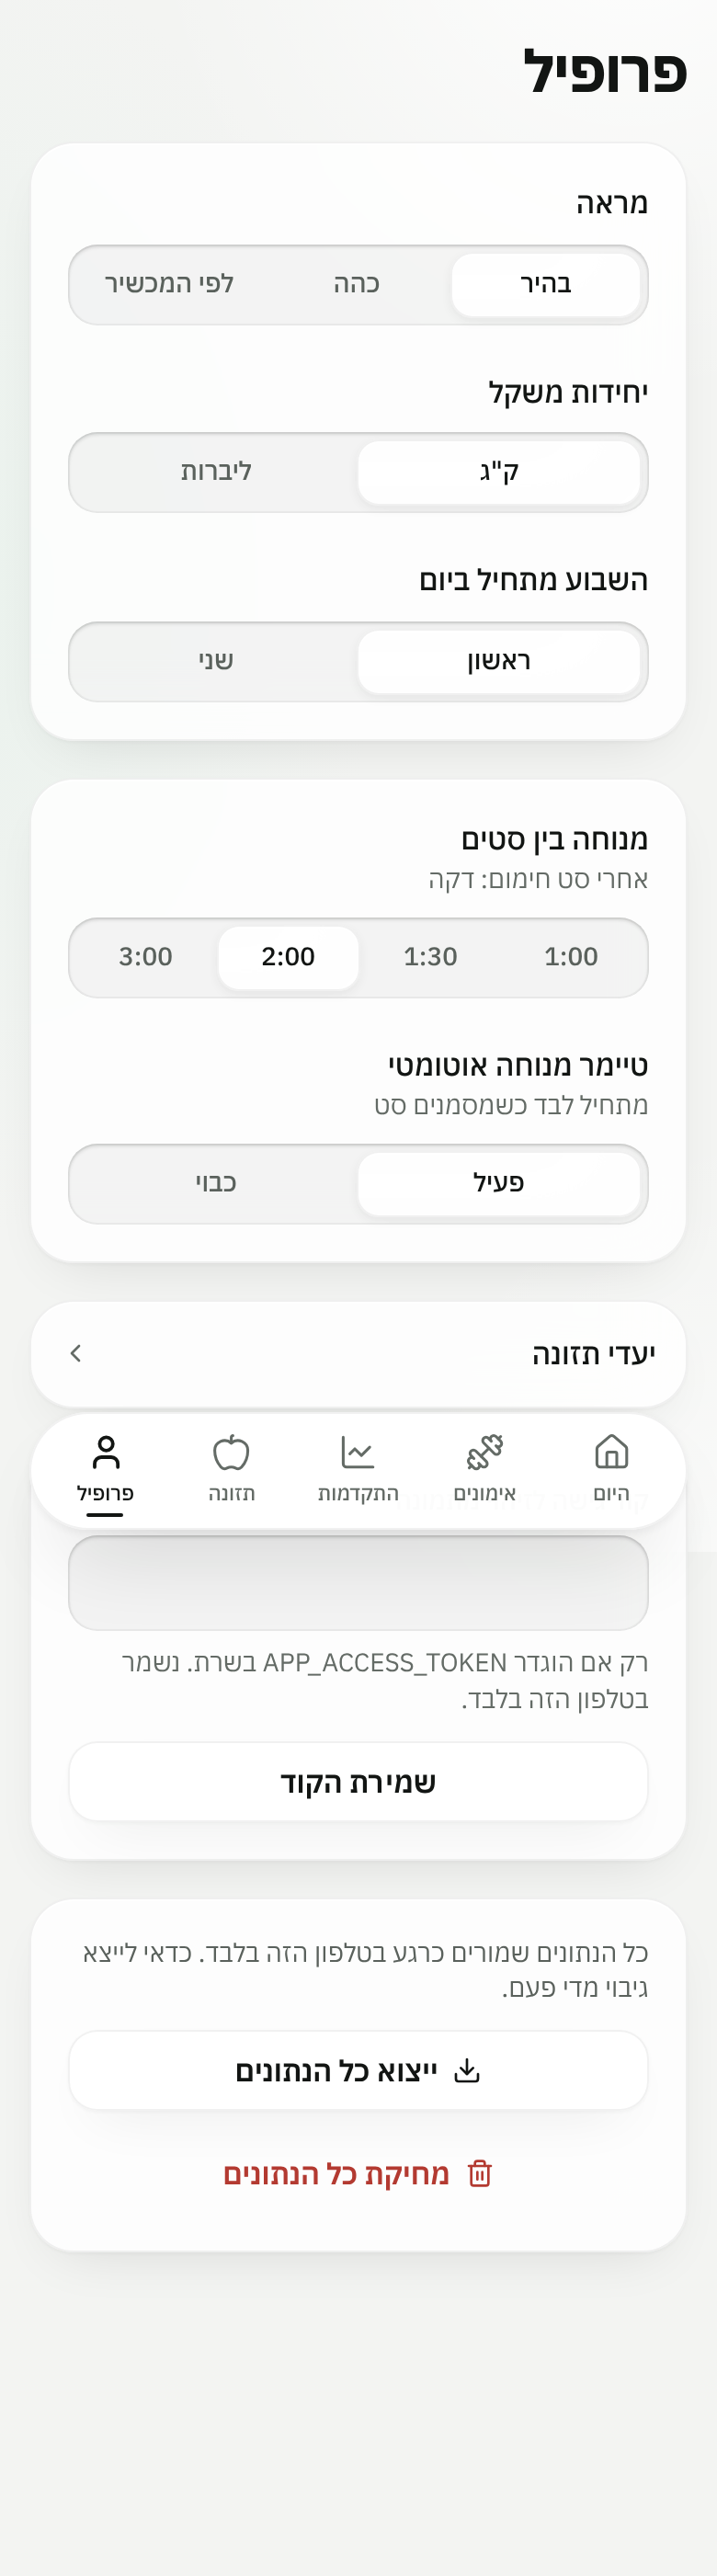 פרופיל
מראה
בהיר
כהה
לפי המכשיר
יחידות משקל
ק"ג
ליברות
השבוע מתחיל ביום
ראשון
שני
מנוחה בין סטים
אחרי סט חימום: דקה
1:00
1:30
2:00
3:00
טיימר מנוחה אוטומטי
מתחיל לבד כשמסמנים סט
פעיל
כבוי
יעדי תזונה
היום
אימונים
התקדמות
תזונה
פרופיל
רק אם הוגדר APP_ACCESS_TOKEN בשרת. נשמר
בטלפון הזה בלבד.
שמירת הקוד
כל הנתונים שמורים כרגע בטלפון הזה בלבד. כדאי לייצא
גיבוי מדי פעם.
ייצוא כל הנתונים
מחיקת כל הנתונים